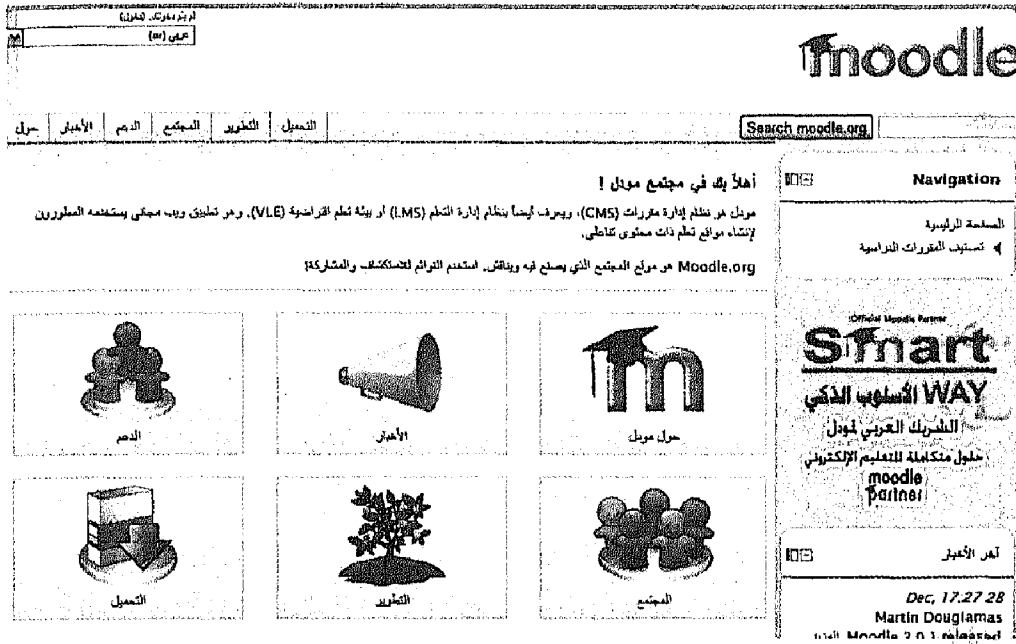 لم يتم دخولك. (دخول)
عربي (ar)
moodle
حول
الأخبار
الدعم
المجتمع
التطوير
التحميل
Search moodle.org
أهلاً بك في مجتمع مودل !
مودل هو نظام إدارة مقررات (CMS)، ويعرف أيضاً بنظام إدارة التعلم (LMS) أو بيئة تعلم افتراضية (VLE). وهو تطبيق ويب مجاني يستخدمه المطورون
لإنشاء مواقع تعلم ذات محتوى تفاعلي.
Moodle.org هو موقع المجتمع الذي يصنع فيه ويناقش. استخدم القوائم للاستكشاف والمشاركة!
حول مودل
الأخبار
الدعم
المجتمع
التطوير
التحميل
Navigation
الصفحة الرئيسية
تصنيف المقررات الدراسية
Official Moodle Partner
Smart
WAY الأسلوب الذكي
الشريك العربي لمودل
حلول متكاملة للتعليم الإلكتروني
moodle
partner
آخر الأخبار
Dec, 17:27 28
Martin Dougiamas
Moodle 2.0.1 released المزيد